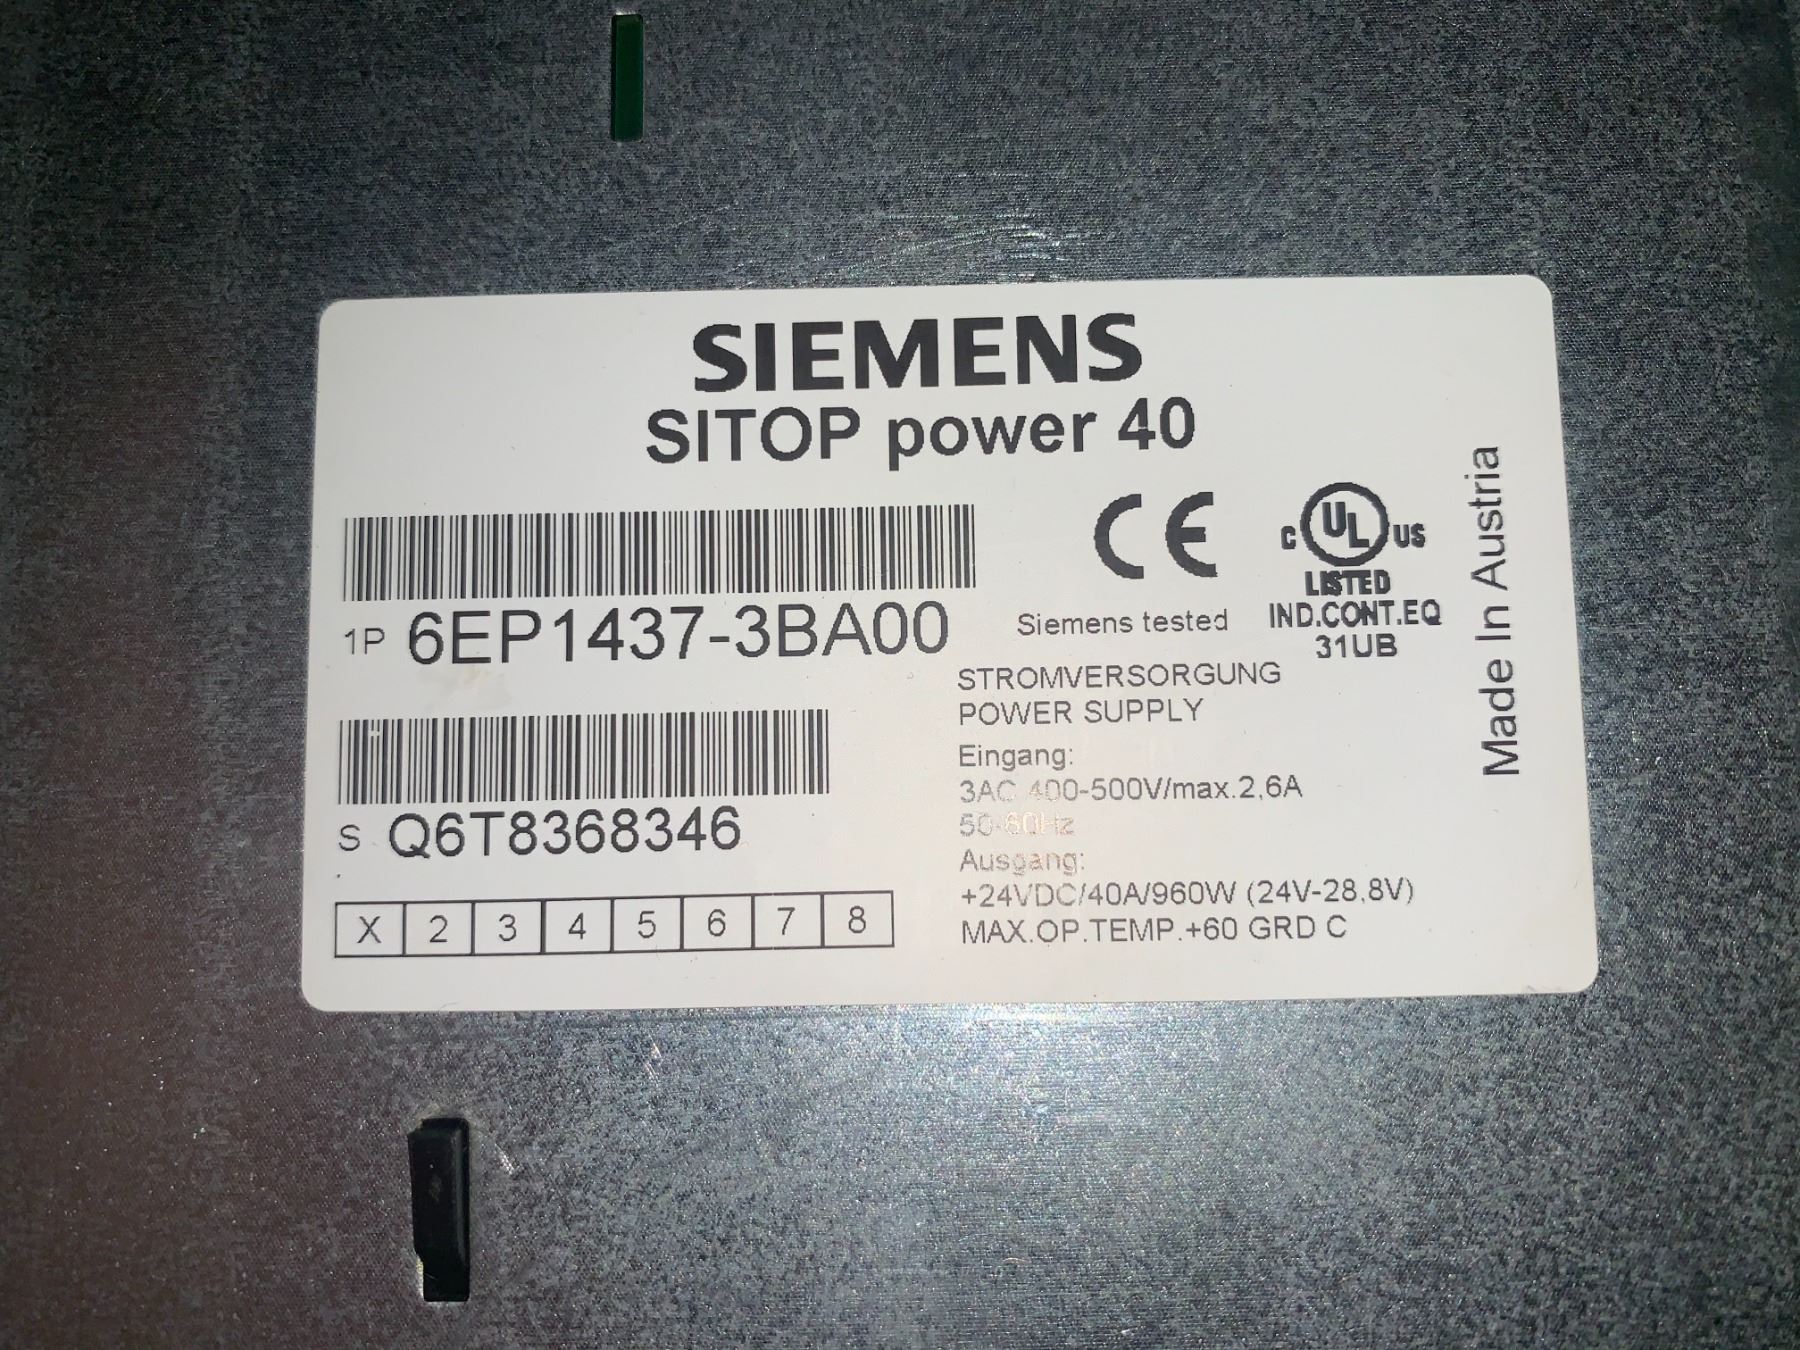 SIEMENS
SITOP power 40
1P 6EP1437-3BA00
S Q6T8368346
X 2 3 4 5 6 7 8
CE
Siemens tested
C UL US
LISTED
IND.CONT.EQ
31UB
STROMVERSORGUNG
POWER SUPPLY
Eingang:
3AC 400-500V/max.2,6A
50-60Hz
Ausgang:
+24VDC/40A/960W (24V-28,8V)
MAX.OP.TEMP.+60 GRD C
Made In Austria